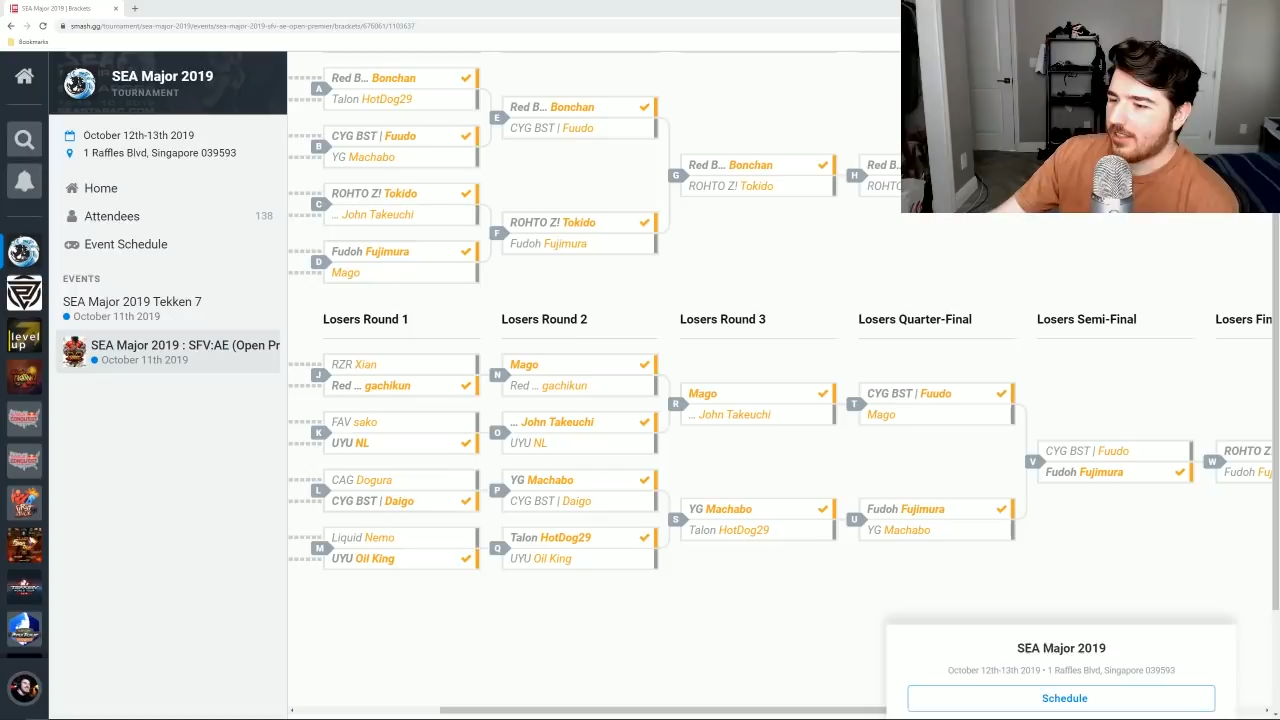 SEA Major 2019 | Brackets
smash.gg/tournament/sea-major-2019/events/sea-major-2019-sfv-ae-open-premier/brackets/676061/1103637
Bookmarks
SEA Major 2019
TOURNAMENT
October 12th-13th 2019
1 Raffles Blvd, Singapore 039593
Home
Attendees 138
Event Schedule
EVENTS
SEA Major 2019 Tekken 7
October 11th 2019
SEA Major 2019 : SFV:AE (Open Pr
October 11th 2019
A
Red B... Bonchan
Talon HotDog29
B
CYG BST | Fuudo
YG Machabo
C
ROHTO Z! Tokido
... John Takeuchi
D
Fudoh Fujimura
Mago
E
Red B... Bonchan
CYG BST | Fuudo
F
ROHTO Z! Tokido
Fudoh Fujimura
G
Red B... Bonchan
ROHTO Z! Tokido
H
Red B.
ROHTO
Losers Round 1
Losers Round 2
Losers Round 3
Losers Quarter-Final
Losers Semi-Final
Losers Fin
J
RZR Xian
Red ... gachikun
K
FAV sako
UYU NL
L
CAG Dogura
CYG BST | Daigo
M
Liquid Nemo
UYU Oil King
N
Mago
Red ... gachikun
O
... John Takeuchi
UYU NL
P
YG Machabo
CYG BST | Daigo
Q
Talon HotDog29
UYU Oil King
R
Mago
... John Takeuchi
S
YG Machabo
Talon HotDog29
T
CYG BST | Fuudo
Mago
U
Fudoh Fujimura
YG Machabo
V
CYG BST | Fuudo
Fudoh Fujimura
W
ROHTO Z
Fudoh Fuj
SEA Major 2019
October 12th-13th 2019 • 1 Raffles Blvd, Singapore 039593
Schedule
level
up